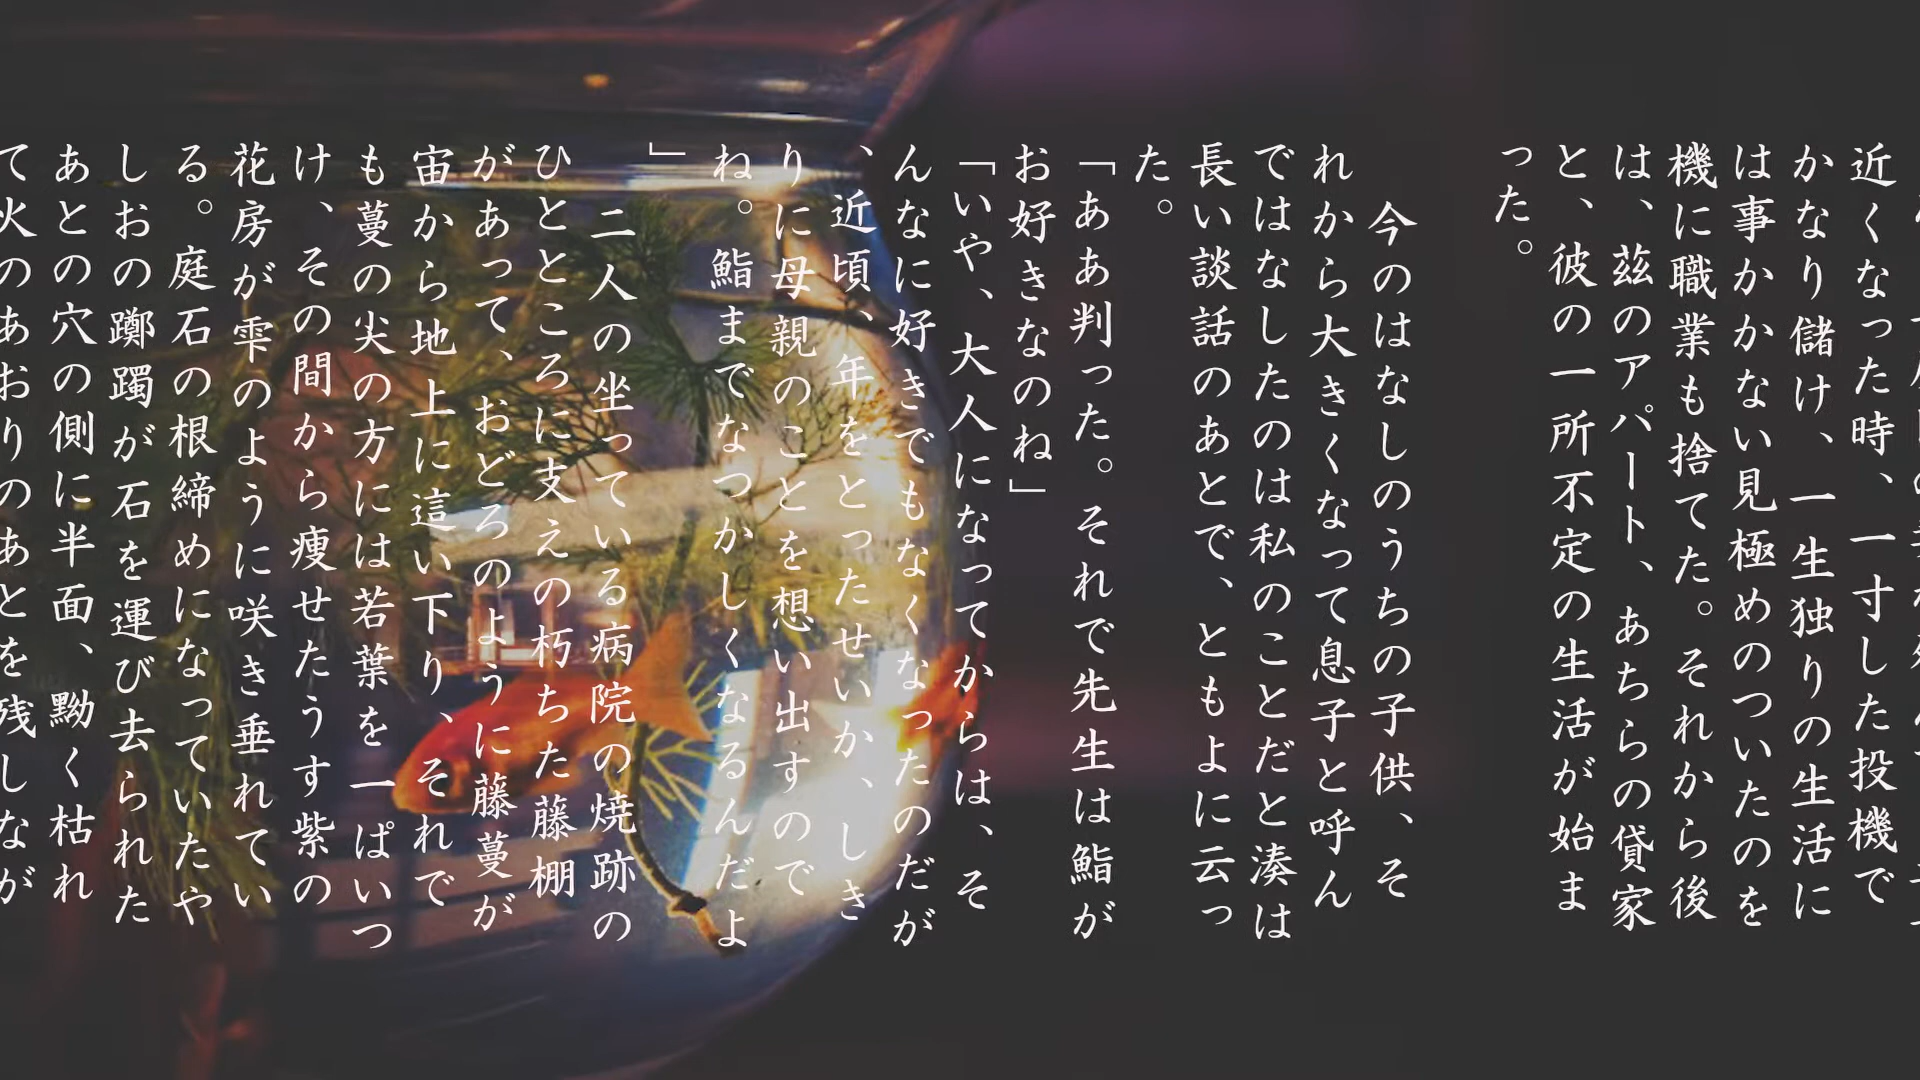 近くなった時、一寸した投機で
かなり儲け、一生独りの生活に
は事かかない見極めのついたのを
機に職業も捨てた。それから後
は、茲のアパート、あちらの貸家
と、彼の一所不定の生活が始ま
った。
今のはなしのうちの子供、そ
れから大きくなって息子と呼ん
ではなしたのは私のことだと湊は
長い談話のあとで、ともよに云っ
た。
「ああ判った。それで先生は鮨が
お好きなのね」
「いや、大人になってからは、そ
んなに好きでもなくなったのだが
、近頃、年をとったせいか、しき
りに母親のことを想い出すので
ね。鮨までなつかしくなるんだよ
」
二人の坐っている病院の焼跡の
ひとところに支えの朽ちた藤棚
があって、おどろのように藤蔓が
宙から地上に這い下り、それで
も蔓の尖の方には若葉を一ぱいつ
け、その間から痩せたうす紫の
花房が雫のように咲き垂れてい
る。庭石の根締めになっていたや
しおの躑躅が石を運び去られた
あとの穴の側に半面、黝く枯れ
て火のあおりのあとを残しなが